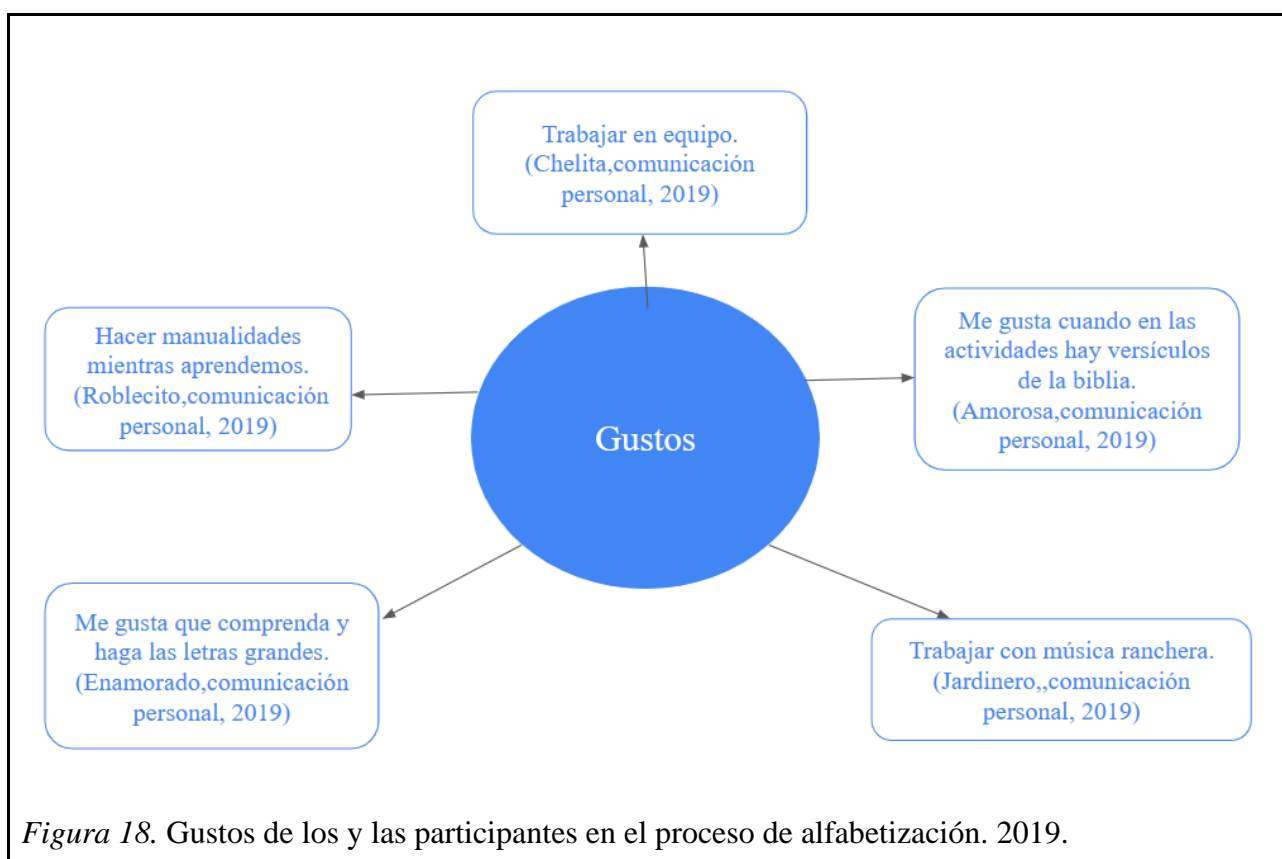 Trabajar en equipo.
(Chelita,comunicación
personal, 2019)
Hacer manualidades
mientras aprendemos.
(Roblecito,comunicación
personal, 2019)
Me gusta cuando en las
actividades hay versículos
de la biblia.
(Amorosa,comunicación
personal, 2019)
Gustos
Me gusta que comprenda y
haga las letras grandes.
(Enamorado,comunicación
personal, 2019)
Trabajar con música ranchera.
(Jardinero,,comunicación
personal, 2019)
Figura 18. Gustos de los y las participantes en el proceso de alfabetización. 2019.